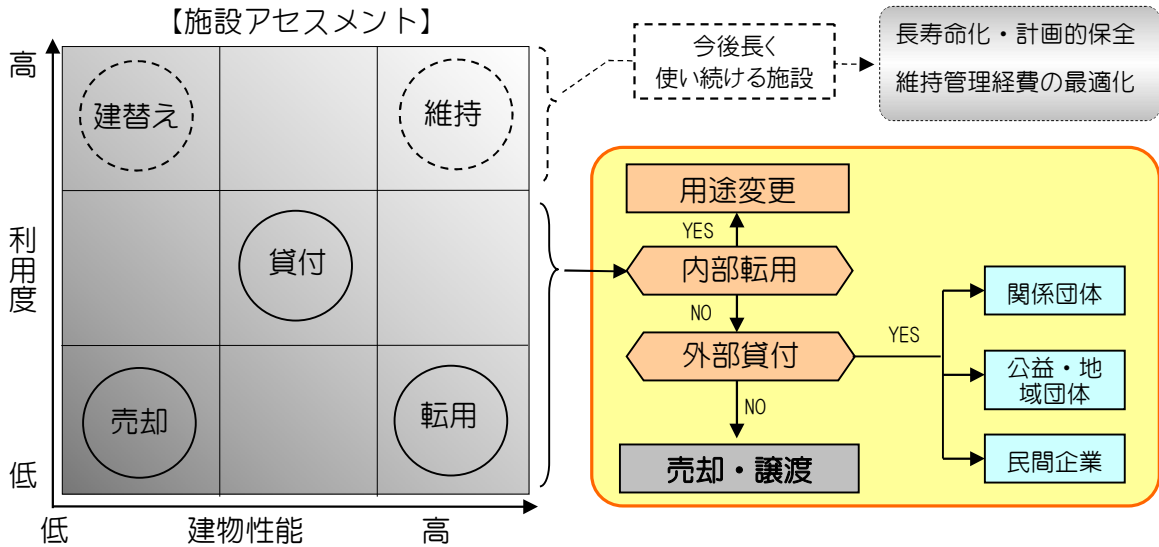 【施設アセスメント】
高
建替え
維持
今後長く
使い続ける施設
長寿命化・計画的保全
維持管理経費の最適化
利用度
貸付
売却
転用
低
低
建物性能
高
用途変更
YES
内部転用
NO
外部貸付
YES
NO
売却・譲渡
関係団体
公益・地
域団体
民間企業